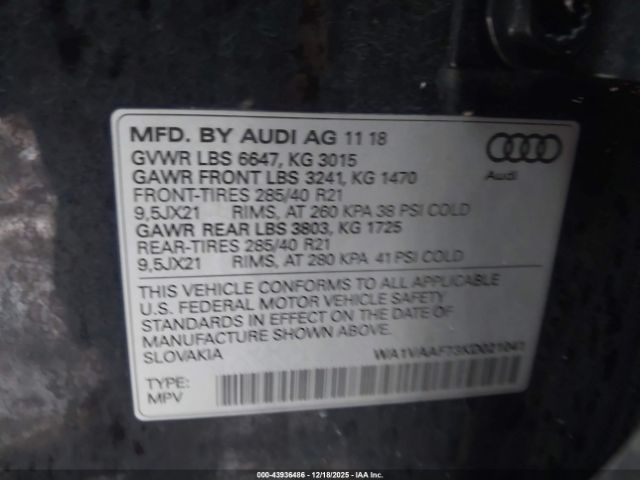 MFD. BY AUDI AG 11 18
GVWR LBS 6647, KG 3015
GAWR FRONT LBS 3241, KG 1470
FRONT-TIRES 285/40 R21
9,5JX21 RIMS, AT 260 KPA 38 PSI COLD
GAWR REAR LBS 3803, KG 1725
REAR-TIRES 285/40 R21
9,5JX21 RIMS, AT 280 KPA 41 PSI COLD
Audi
THIS VEHICLE CONFORMS TO ALL APPLICABLE
U.S. FEDERAL MOTOR VEHICLE SAFETY
STANDARDS IN EFFECT ON THE DATE OF
MANUFACTURE SHOWN ABOVE.
SLOVAKIA WA1VAAF73KD021041
TYPE:
MPV
000-43936486 - 12/18/2025 - IAA Inc.